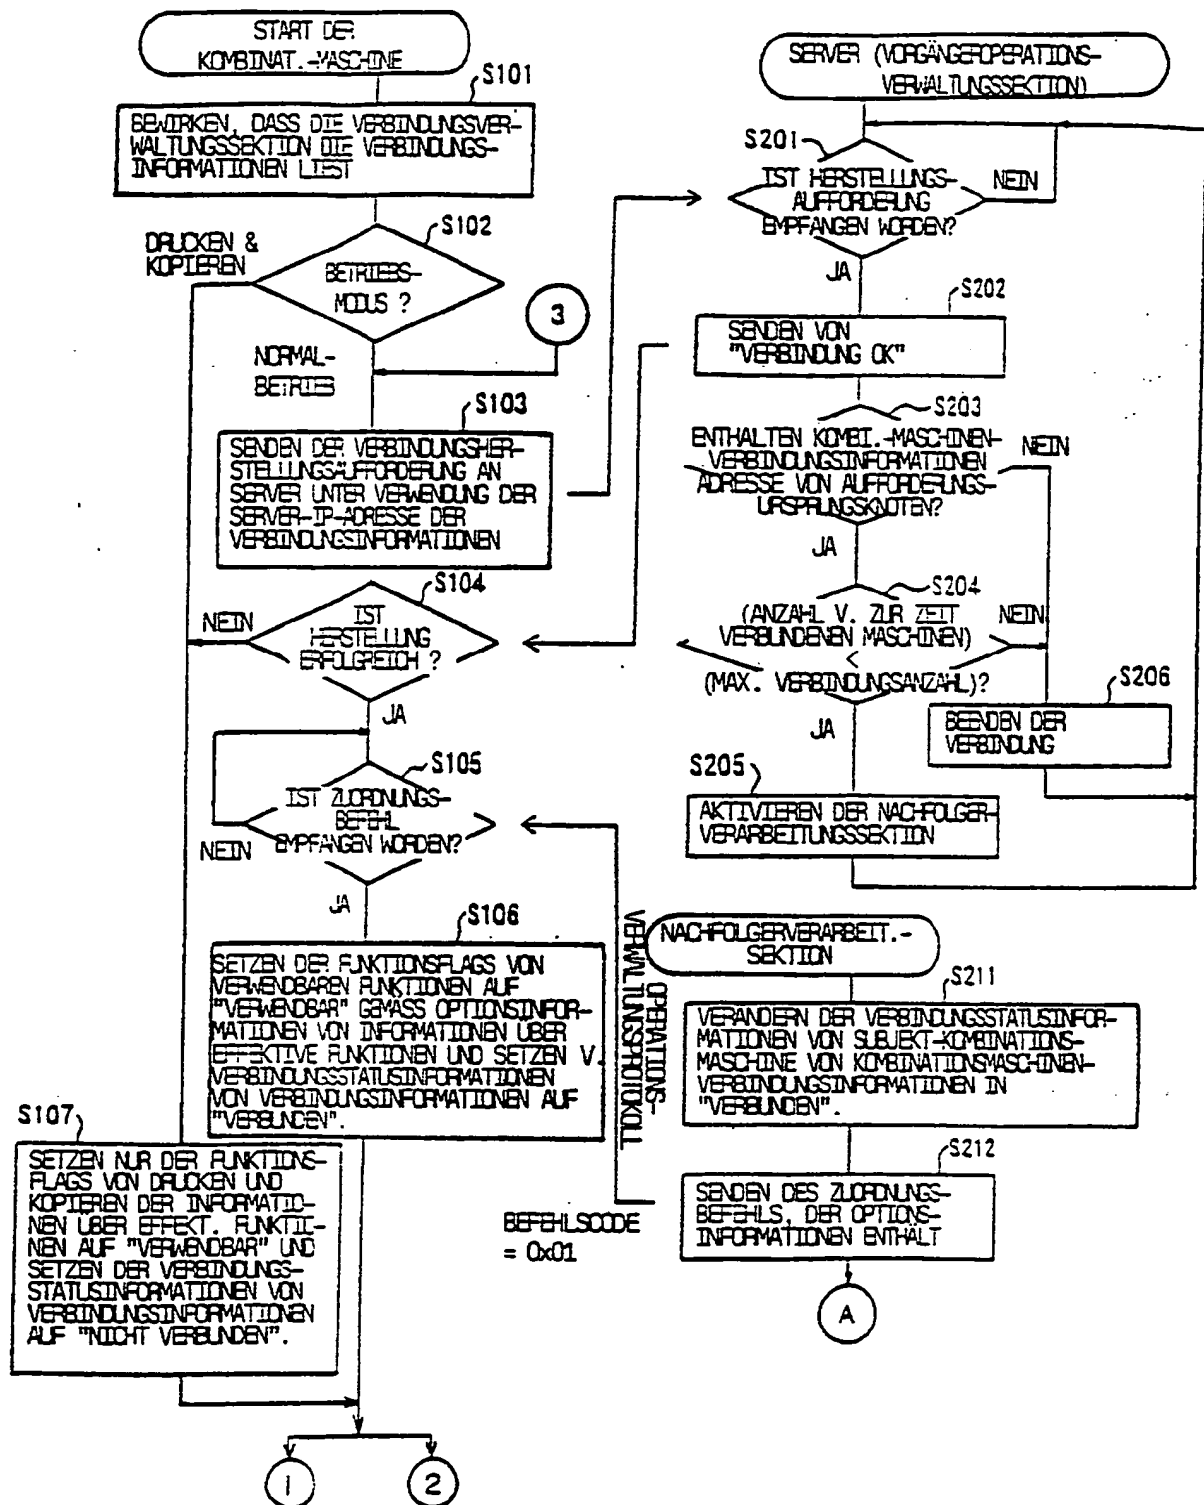 START DER
KOMBINAT.-MASCHINE
S101
BEWIRKEN, DASS DIE VERBINDUNGSVER-
WALTUNGSSEKTION DIE VERBINDUNGS-
INFORMATIONEN LIEST
S102
DRUCKEN &
KOPIEREN
BETRIEBS-
MODUS ?
3
NORMAL-
BETRIEB
S103
SENDEN DER VERBINDUNGSHER-
STELLUNGSAUFFORDERUNG AN
SERVER UNTER VERWENDUNG DER
SERVER-IP-ADRESSE DER
VERBINDUNGSINFORMATIONEN
S104
NEIN
IST
HERSTELLUNG
ERFOLGREICH ?
JA
S105
IST ZUORDNUNGS-
BEFEHL
EMPFANGEN WORDEN?
NEIN
JA
S106
SETZEN DER FUNKTIONSFLAGS VON
VERWENDBAREN FUNKTIONEN AUF
"VERWENDBAR" GEMÄSS OPTIONSINFOR-
MATIONEN VON INFORMATIONEN ÜBER
EFFEKTIVE FUNKTIONEN UND SETZEN V.
VERBINDUNGSSTATUSINFORMATIONEN
VON VERBINDUNGSINFORMATIONEN AUF
"VERBUNDEN".
S107
SETZEN NUR DER FUNKTIONS-
FLAGS VON DRUCKEN UND
KOPIEREN DER INFORMATIO-
NEN ÜBER EFFEKT. FUNKTIO-
NEN AUF "VERWENDBAR" UND
SETZEN DER VERBINDUNGS-
STATUSINFORMATIONEN VON
VERBINDUNGSINFORMATIONEN
AUF "NICHT VERBUNDEN".
1
2
SERVER (VORGÄNGEROPERATIONS-
VERWALTUNGSSEKTION)
S201
IST HERSTELLUNGS-
AUFFORDERUNG
EMPFANGEN WORDEN?
NEIN
JA
S202
SENDEN VON
"VERBINDUNG OK"
S203
ENTHALTEN KOMBI.-MASCHINEN-
VERBINDUNGSINFORMATIONEN
ADRESSE VON AUFFORDERUNGS-
URSPRUNGSKNOTEN?
NEIN
JA
S204
(ANZAHL V. ZUR ZEIT
VERBUNDENEN MASCHINEN)
<
(MAX. VERBINDUNGSANZAHL)?
NEIN
JA
S206
BEENDEN DER
VERBINDUNG
S205
AKTIVIEREN DER NACHFOLGER-
VERARBEITUNGSSEKTION
OPERATIONS-
VERWALTUNGSPROTOKOLL
NACHFOLGERVERARBEIT.-
SEKTION
S211
VERÄNDERN DER VERBINDUNGSSTATUSINFOR-
MATIONEN VON SUBJEKT-KOMBINATIONS-
MASCHINE VON KOMBINATIONSMASCHINEN-
VERBINDUNGSINFORMATIONEN IN
"VERBUNDEN".
S212
SENDEN DES ZUORDNUNGS-
BEFEHLS, DER OPTIONS-
INFORMATIONEN ENTHÄLT
BEFEHLSCODE
= 0x01
A